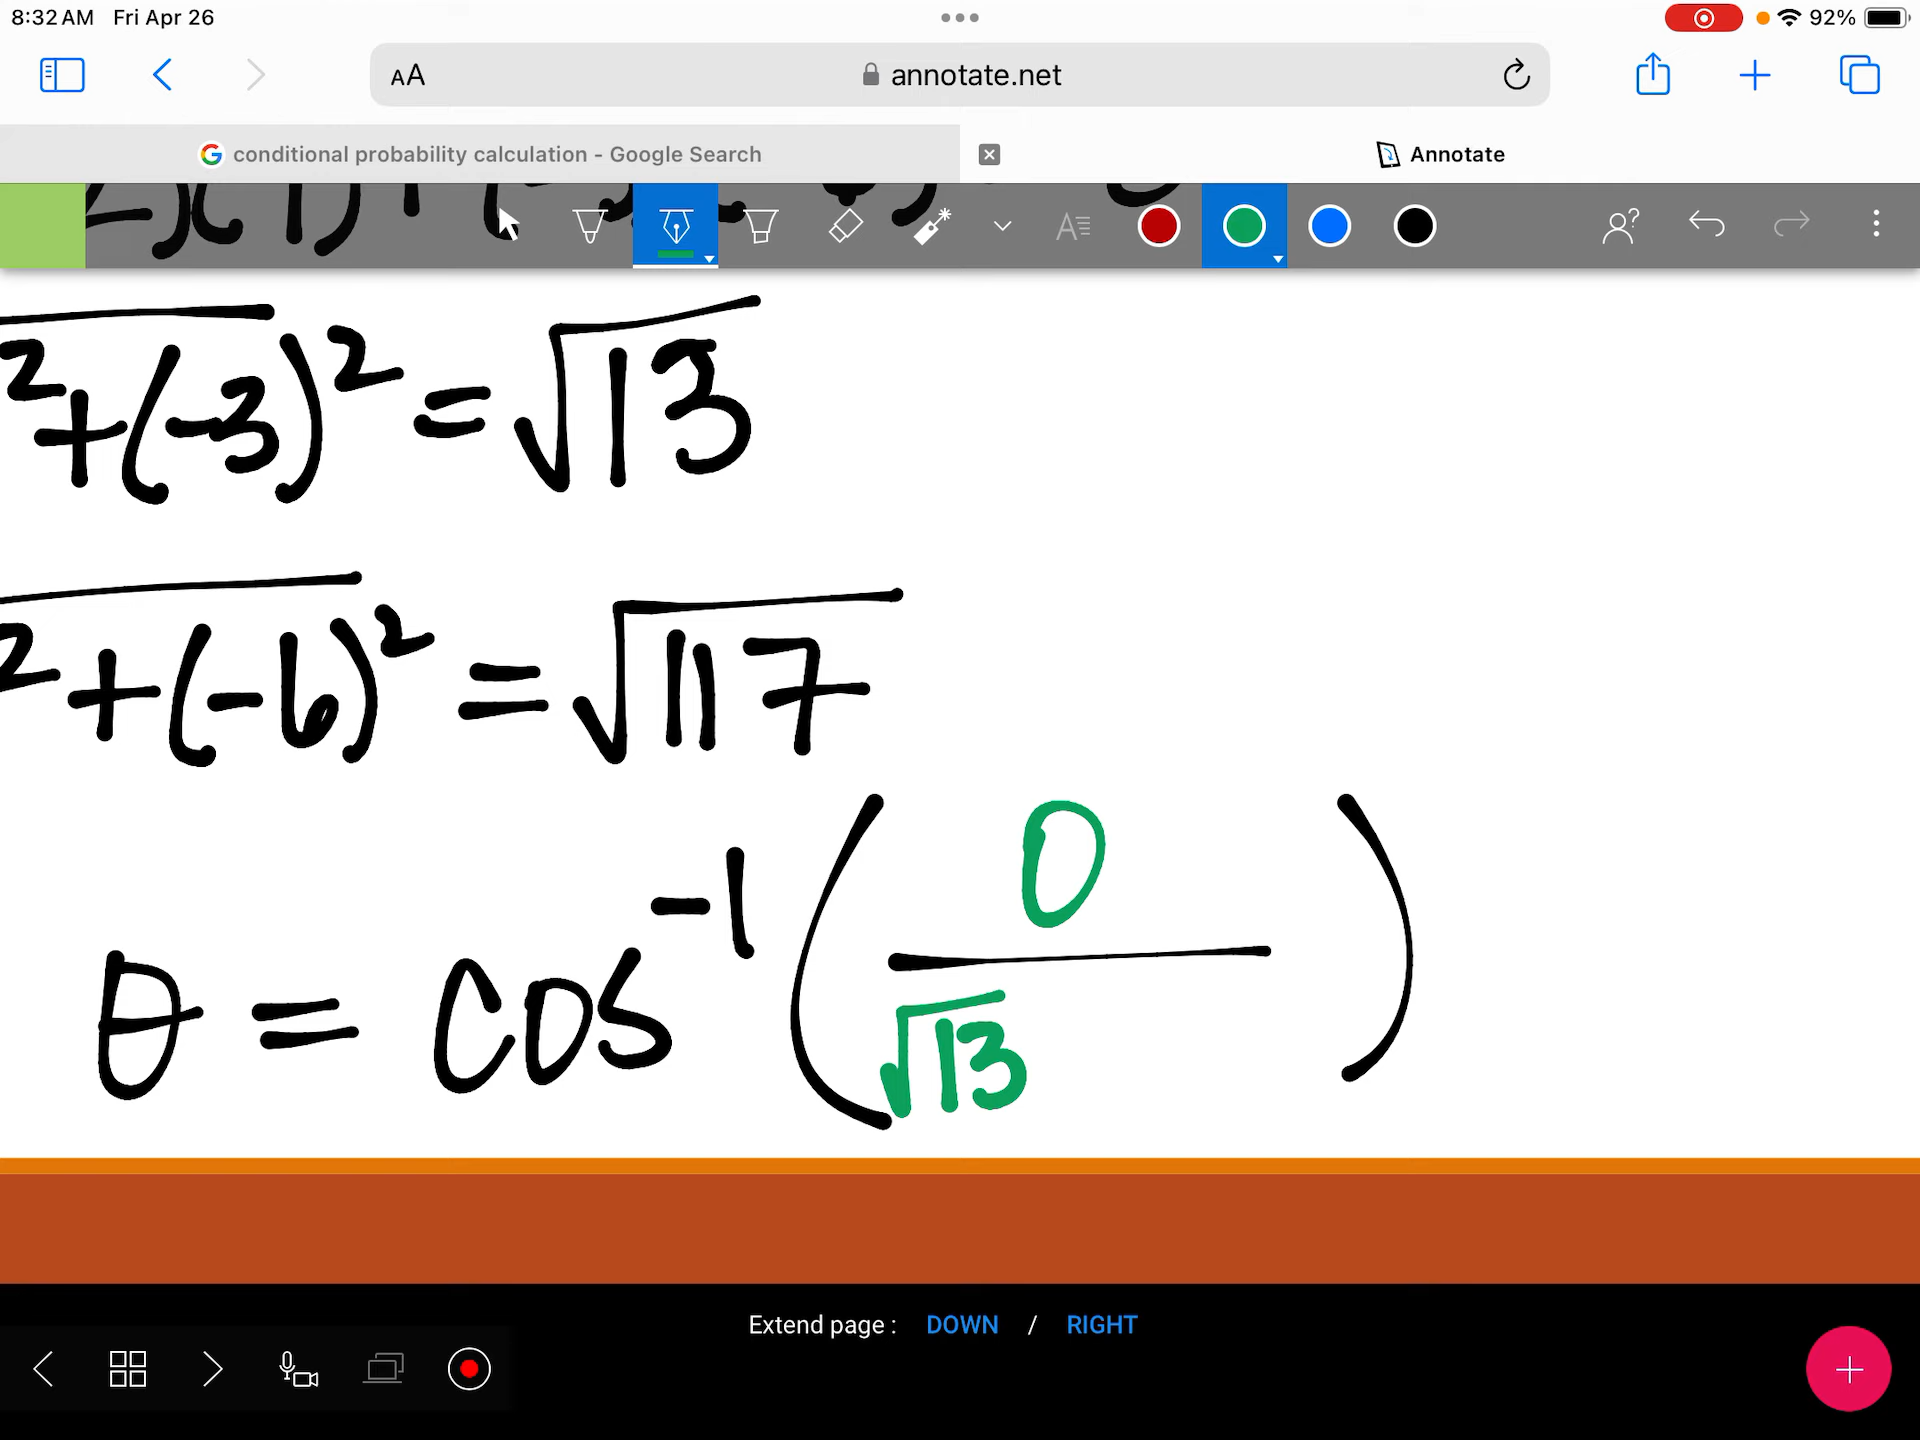 8:32 AM Fri Apr 26 92%
AA annotate.net
conditional probability calculation - Google Search Annotate
²+(-3)² = √13
²+(-6)² = √117
θ = cos⁻¹( 0 / √13 )
Extend page : DOWN / RIGHT